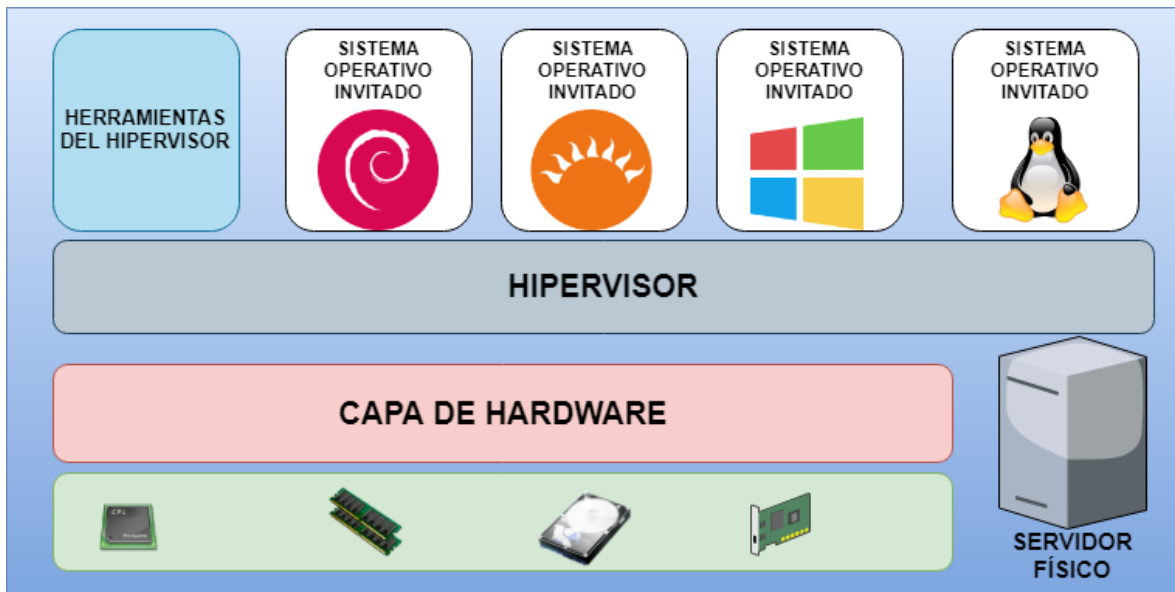 HERRAMIENTAS
DEL HIPERVISOR
SISTEMA
OPERATIVO
INVITADO
SISTEMA
OPERATIVO
INVITADO
SISTEMA
OPERATIVO
INVITADO
SISTEMA
OPERATIVO
INVITADO
HIPERVISOR
CAPA DE HARDWARE
CPU
SERVIDOR
FÍSICO